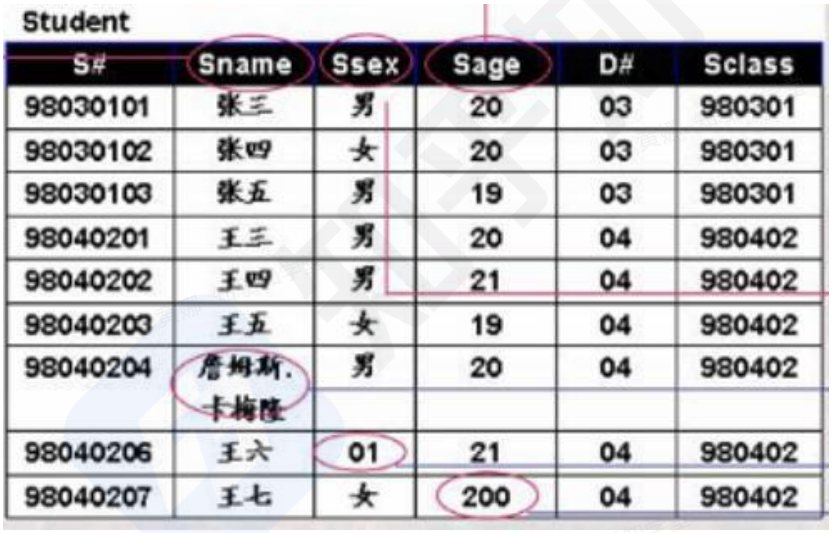 Student
S# Sname Ssex Sage D# Sclass
98030101 张三 男 20 03 980301
98030102 张四 女 20 03 980301
98030103 张五 男 19 03 980301
98040201 王三 男 20 04 980402
98040202 王四 男 21 04 980402
98040203 王五 女 19 04 980402
98040204 詹姆斯. 男 20 04 980402
卡梅隆
98040206 王六 01 21 04 980402
98040207 王七 女 200 04 980402